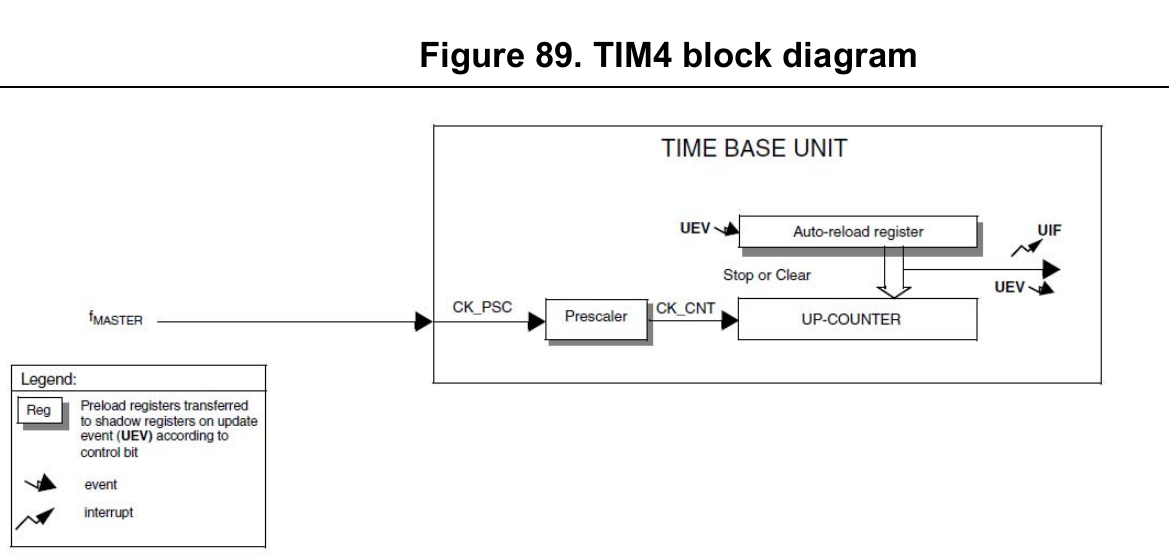 Figure 89. TIM4 block diagram
TIME BASE UNIT
UEV
Auto-reload register
UIF
Stop or Clear
UEV
fMASTER
CK_PSC
Prescaler
CK_CNT
UP-COUNTER
Legend:
Reg
Preload registers transferred
to shadow registers on update
event (UEV) according to
control bit
event
interrupt